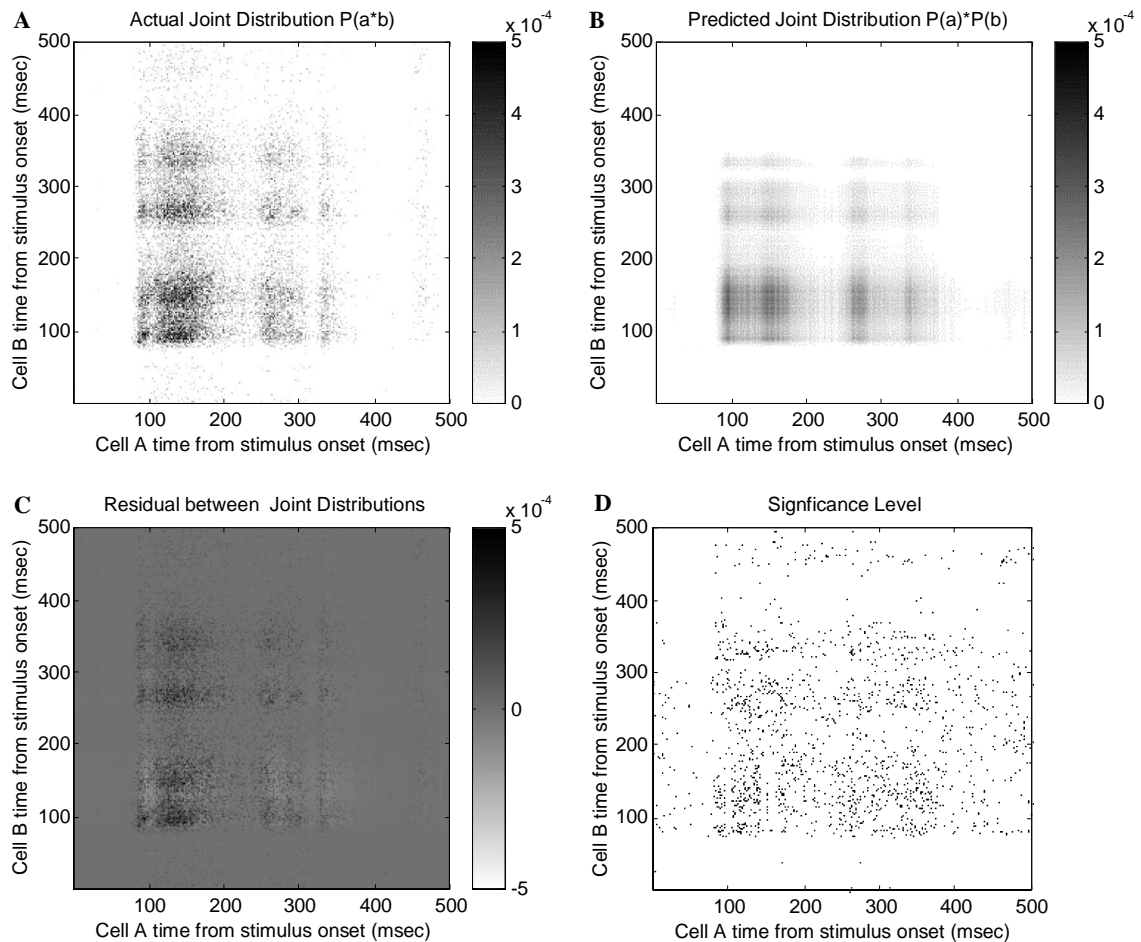 A
Actual Joint Distribution P(a*b)
x 10-4
500
400
300
200
100
100 200 300 400 500
5
4
3
2
1
0
Cell B time from stimulus onset (msec)
Cell A time from stimulus onset (msec)
B
Predicted Joint Distribution P(a)*P(b)
x 10-4
500
400
300
200
100
100 200 300 400 500
5
4
3
2
1
0
Cell B time from stimulus onset (msec)
Cell A time from stimulus onset (msec)
C
Residual between Joint Distributions
x 10-4
500
400
300
200
100
100 200 300 400 500
5
0
-5
Cell B time from stimulus onset (msec)
Cell A time from stimulus onset (msec)
D
Signficance Level
500
400
300
200
100
100 200 300 400 500
Cell B time from stimulus onset (msec)
Cell A time from stimulus onset (msec)